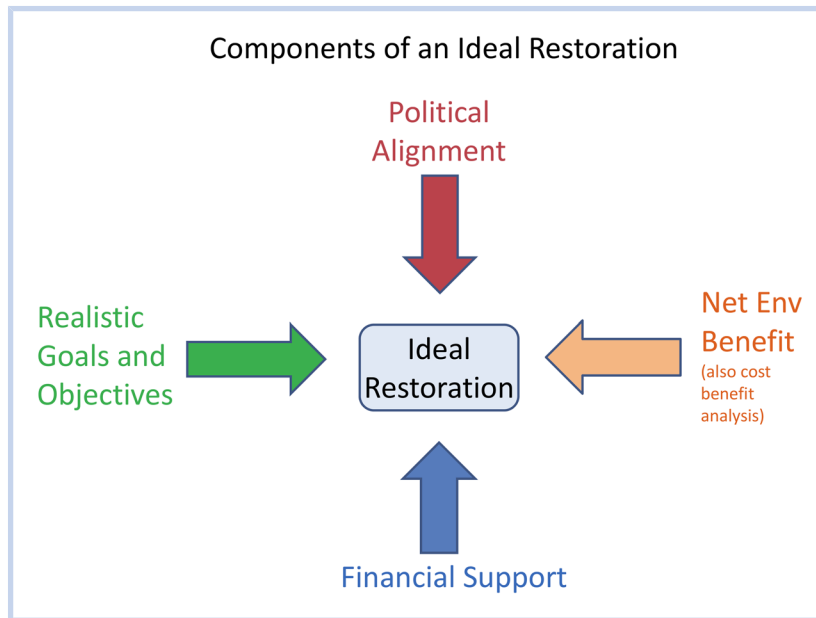 Components of an Ideal Restoration
Political
Alignment
Realistic
Goals and
Objectives
Ideal
Restoration
Net Env
Benefit
(also cost
benefit
analysis)
Financial Support